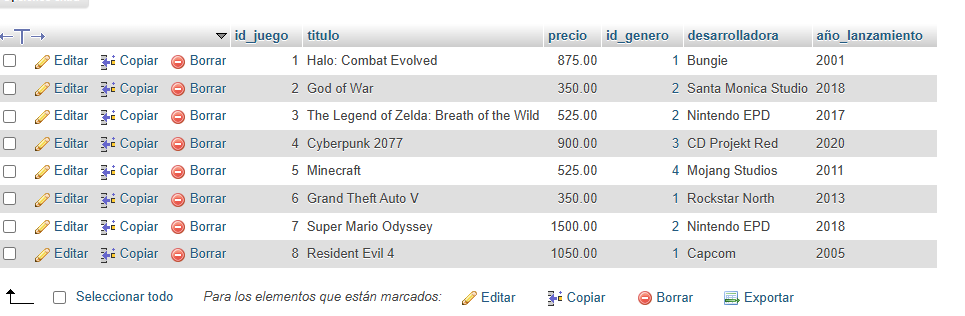 id_juego titulo precio id_genero desarrolladora año_lanzamiento
Editar Copiar Borrar 1 Halo: Combat Evolved 875.00 1 Bungie 2001
Editar Copiar Borrar 2 God of War 350.00 2 Santa Monica Studio 2018
Editar Copiar Borrar 3 The Legend of Zelda: Breath of the Wild 525.00 2 Nintendo EPD 2017
Editar Copiar Borrar 4 Cyberpunk 2077 900.00 3 CD Projekt Red 2020
Editar Copiar Borrar 5 Minecraft 525.00 4 Mojang Studios 2011
Editar Copiar Borrar 6 Grand Theft Auto V 350.00 1 Rockstar North 2013
Editar Copiar Borrar 7 Super Mario Odyssey 1500.00 2 Nintendo EPD 2018
Editar Copiar Borrar 8 Resident Evil 4 1050.00 1 Capcom 2005
Seleccionar todo Para los elementos que están marcados: Editar Copiar Borrar Exportar